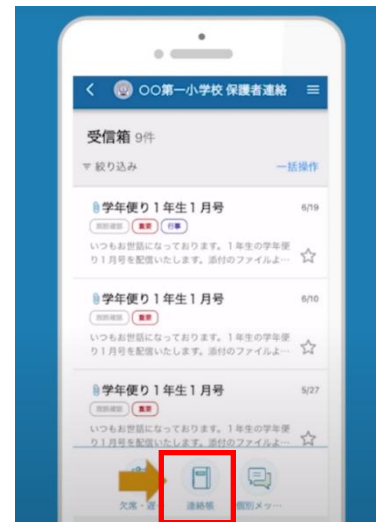 〇〇第一小学校 保護者連絡
受信箱 9件
絞り込み
一括操作
学年便り1年生1月号
6/19
重要 行事
いつもお世話になっております。1年生の学年便
り1月号を配信いたします。添付のファイルよ…
学年便り1年生1月号
6/10
重要
いつもお世話になっております。1年生の学年便
り1月号を配信いたします。添付のファイルよ…
学年便り1年生1月号
5/27
重要
いつもお世話になっております。1年生の学年便
り1月号を配信いたします。添付のファイルよ…
欠席・遅 連絡帳 個別メッ…